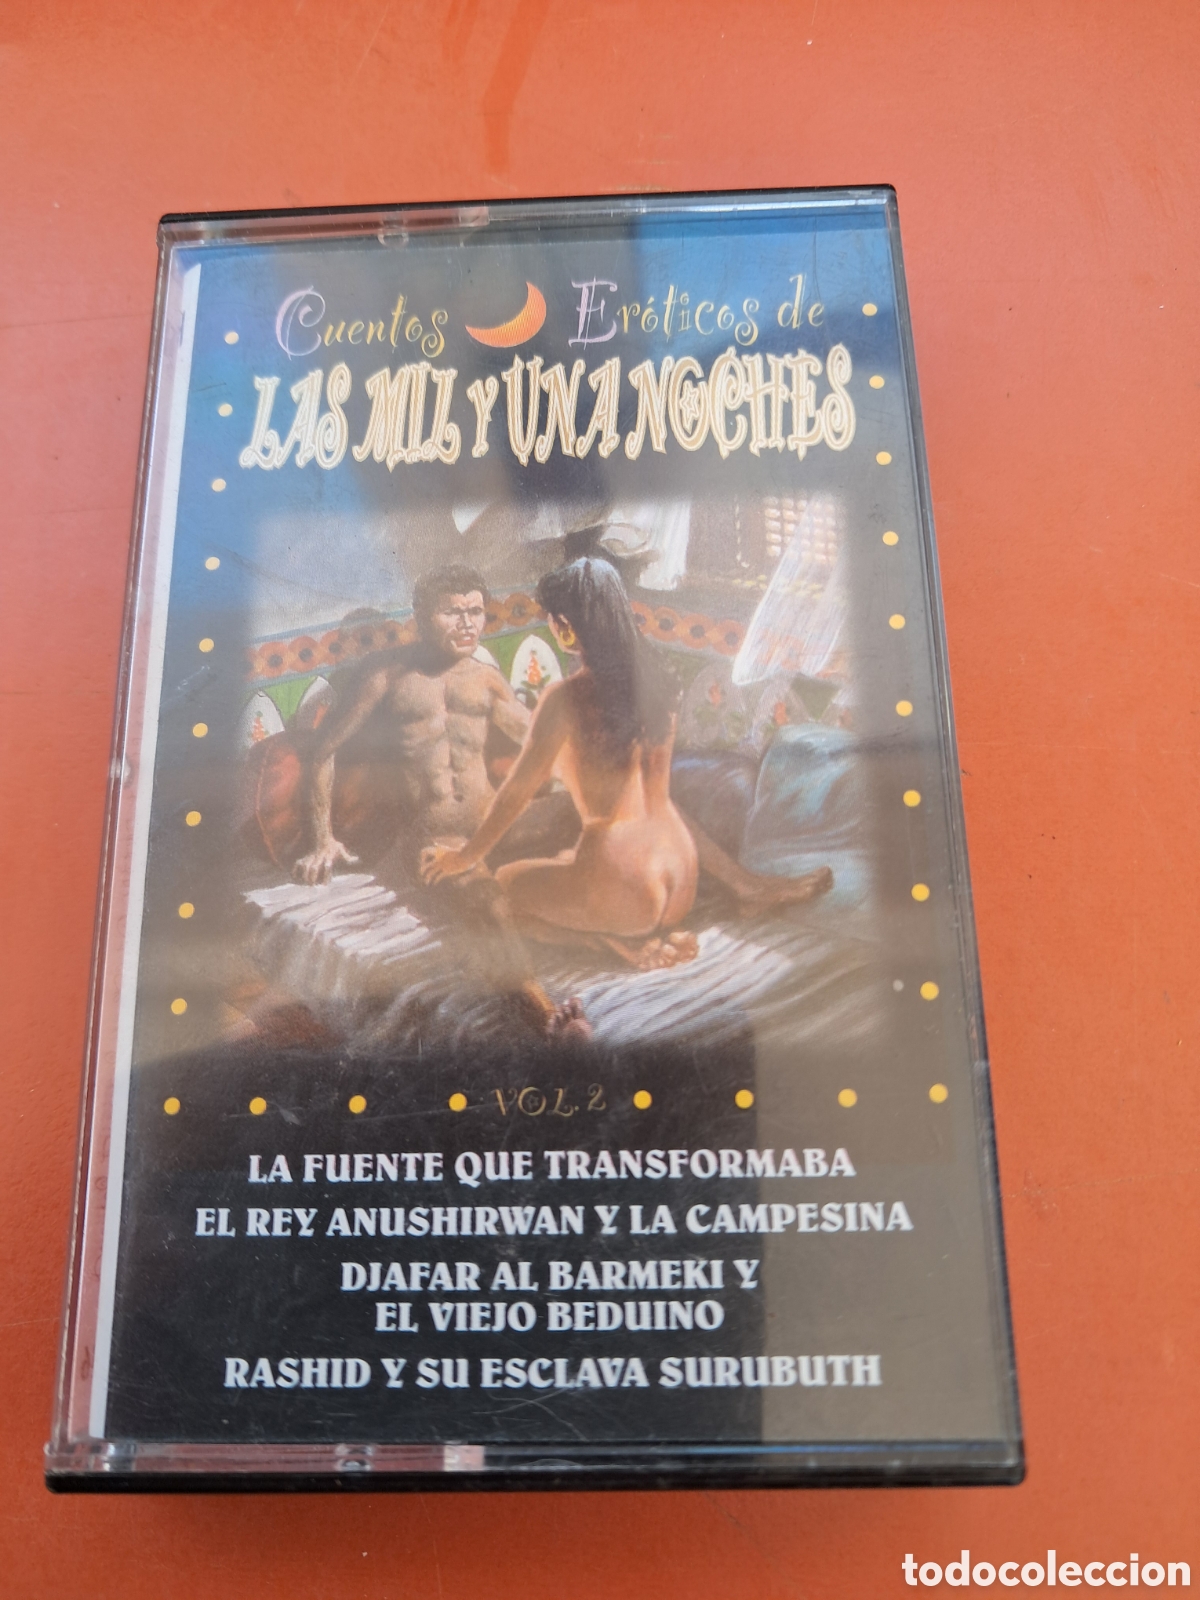 Cuentos Eróticos de
LAS MIL Y UNA NOCHES
VOL. 2
LA FUENTE QUE TRANSFORMABA
EL REY ANUSHIRWAN Y LA CAMPESINA
DJAFAR AL BARMEKI Y
EL VIEJO BEDUINO
RASHID Y SU ESCLAVA SURUBUTH
todocoleccion